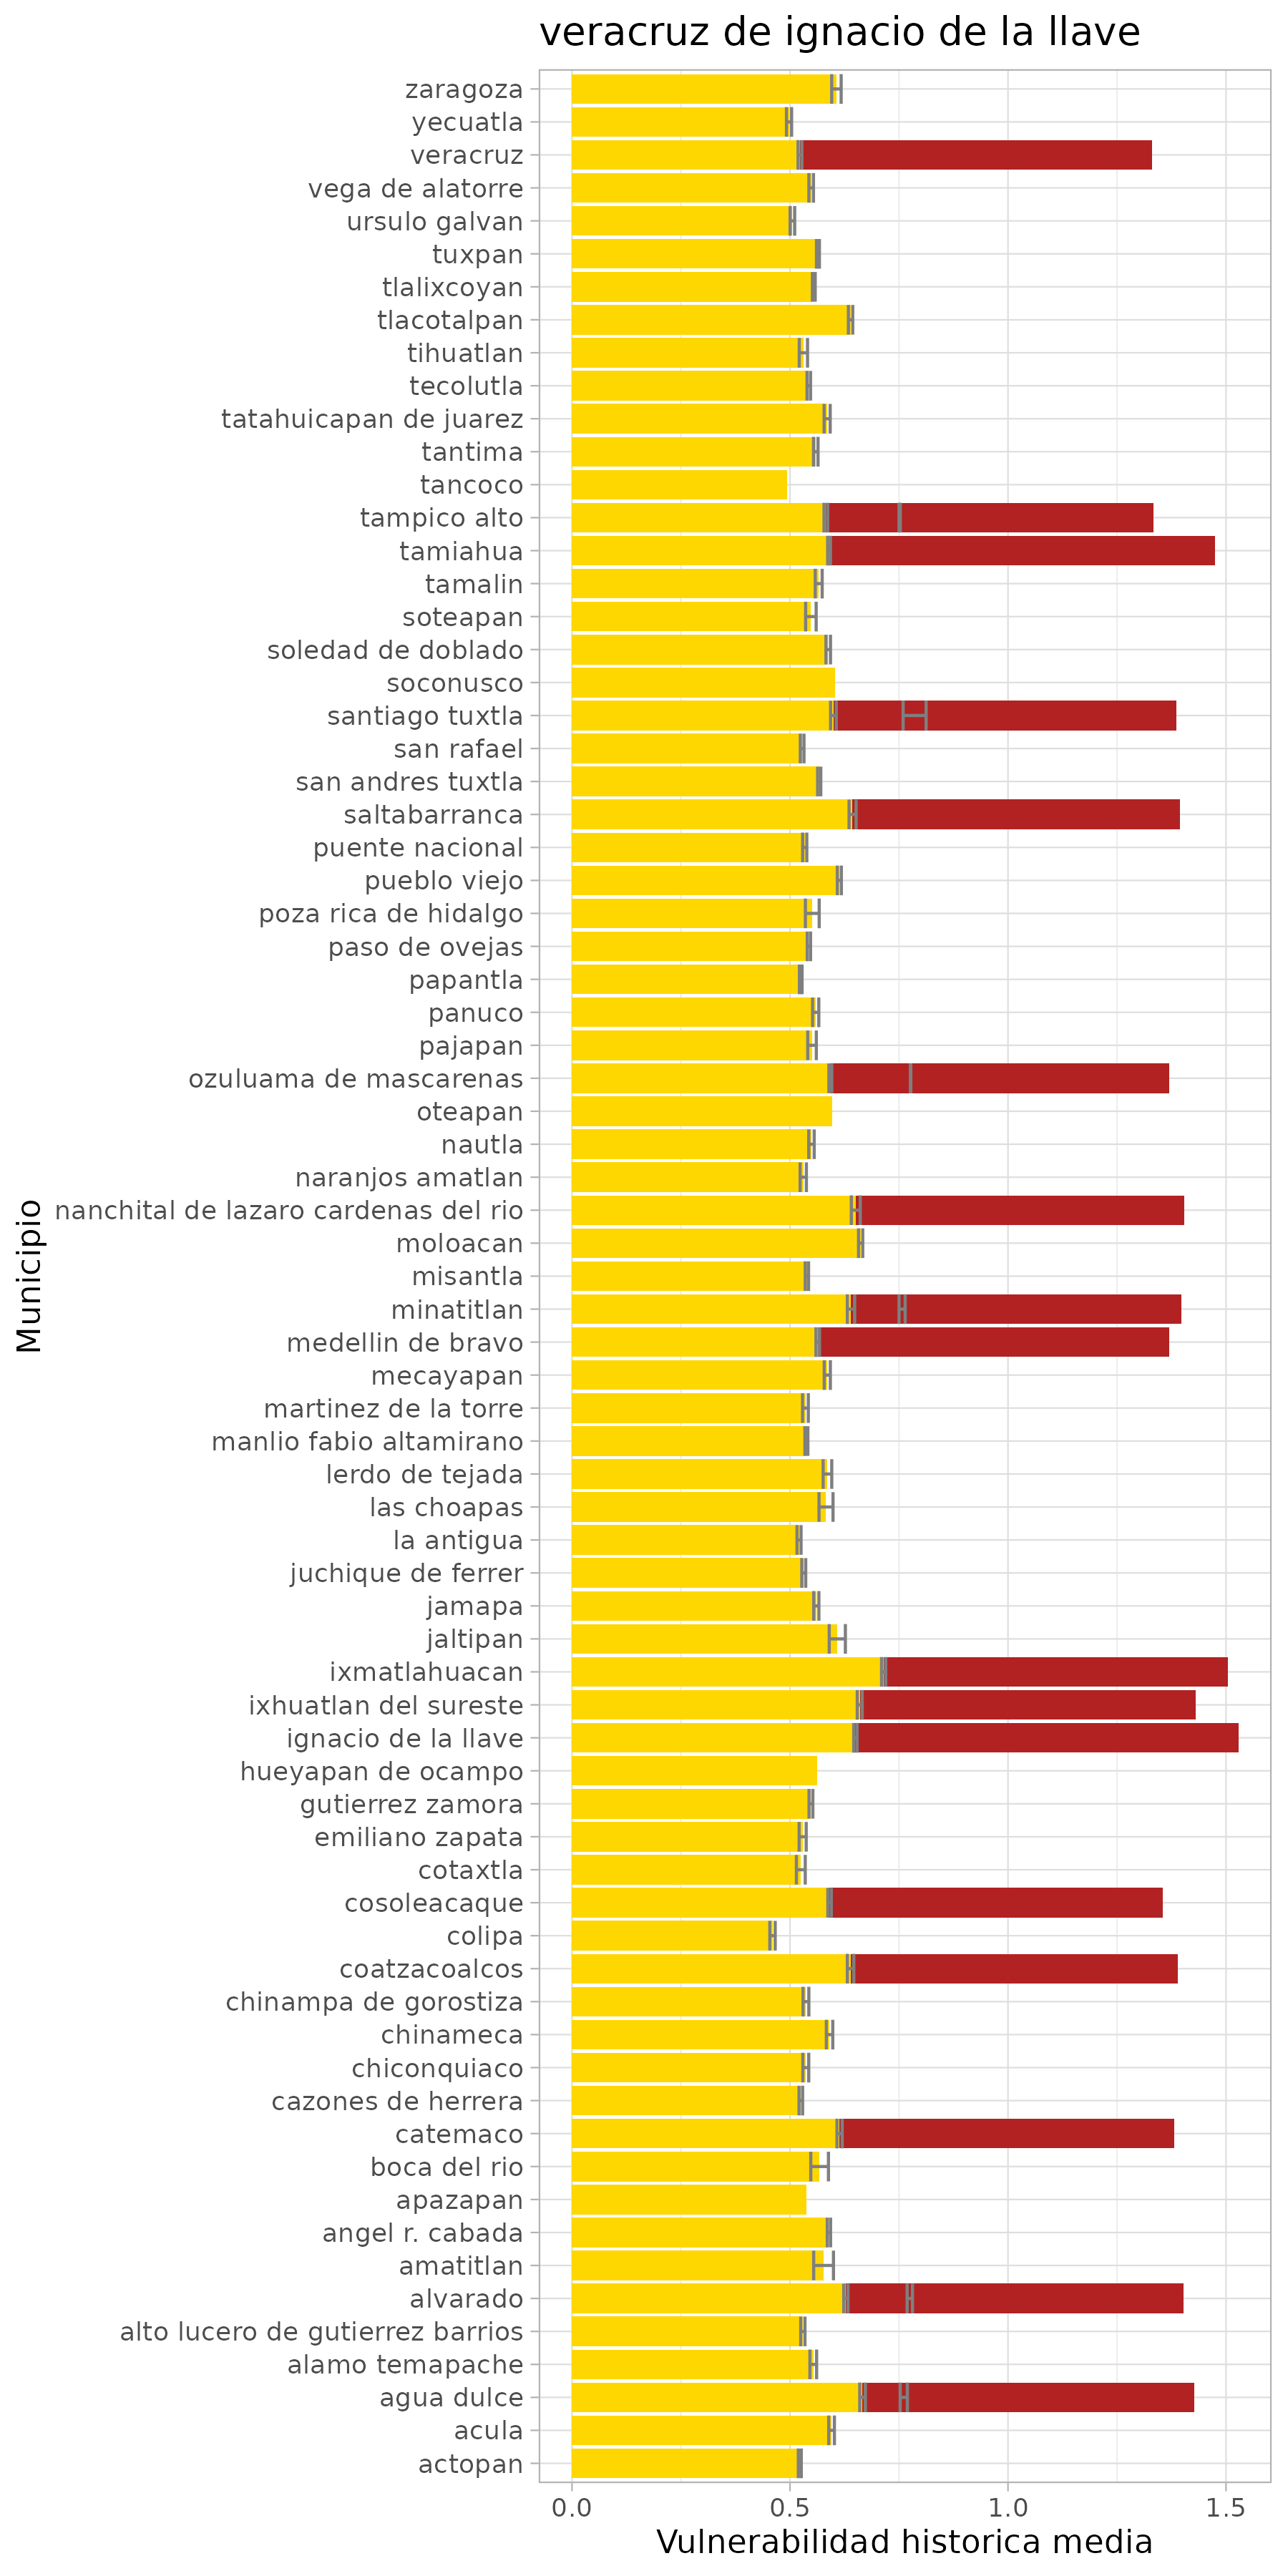 veracruz de ignacio de la llave
zaragoza
yecuatla
veracruz
vega de alatorre
ursulo galvan
tuxpan
tlalixcoyan
tlacotalpan
tihuatlan
tecolutla
tatahuicapan de juarez
tantima
tancoco
tampico alto
tamiahua
tamalin
soteapan
soledad de doblado
soconusco
santiago tuxtla
san rafael
san andres tuxtla
saltabarranca
puente nacional
pueblo viejo
poza rica de hidalgo
paso de ovejas
papantla
panuco
pajapan
ozuluama de mascarenas
oteapan
nautla
naranjos amatlan
nanchital de lazaro cardenas del rio
moloacan
misantla
minatitlan
medellin de bravo
mecayapan
martinez de la torre
manlio fabio altamirano
lerdo de tejada
las choapas
la antigua
juchique de ferrer
jamapa
jaltipan
ixmatlahuacan
ixhuatlan del sureste
ignacio de la llave
hueyapan de ocampo
gutierrez zamora
emiliano zapata
cotaxtla
cosoleacaque
colipa
coatzacoalcos
chinampa de gorostiza
chinameca
chiconquiaco
cazones de herrera
catemaco
boca del rio
apazapan
angel r. cabada
amatitlan
alvarado
alto lucero de gutierrez barrios
alamo temapache
agua dulce
acula
actopan
Municipio
0.0 0.5 1.0 1.5
Vulnerabilidad historica media